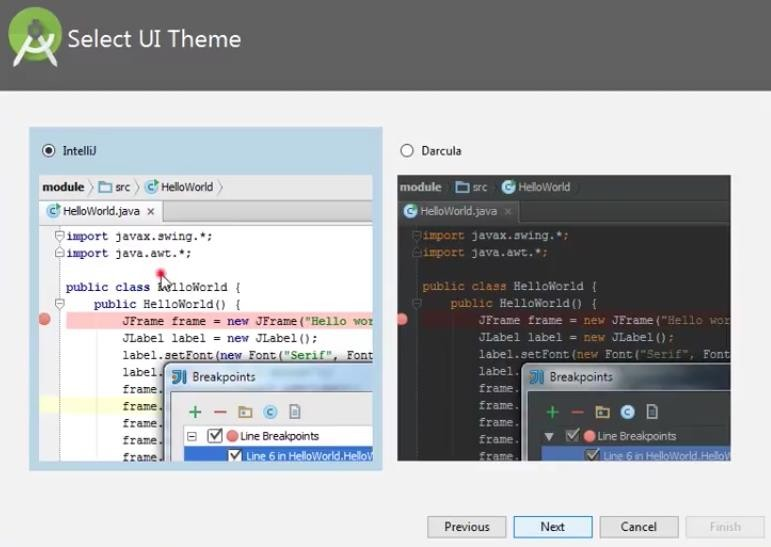 Select UI Theme
IntelliJ
module src HelloWorld
HelloWorld.java ×
import javax.swing.*;
import java.awt.*;
public class HelloWorld {
public HelloWorld() {
JFrame frame = new JFrame("Hello wor
JLabel label = new JLabel();
label.setFont(new Font("Serif", Font
label.
frame.
frame.
frame.
frame.
frame.
Breakpoints
Line Breakpoints
Line 6 in HelloWorld.HelloW
Darcula
module src HelloWorld
HelloWorld.java ×
import javax.swing.*;
import java.awt.*;
public class HelloWorld {
public HelloWorld() {
JFrame frame = new JFrame("Hello wor
JLabel label = new JLabel();
label.setFont(new Font("Serif", Font
label.
frame.
frame.
frame.
frame.
frame.
Breakpoints
Line Breakpoints
Line 6 in HelloWorld.HelloW
Previous
Next
Cancel
Finish